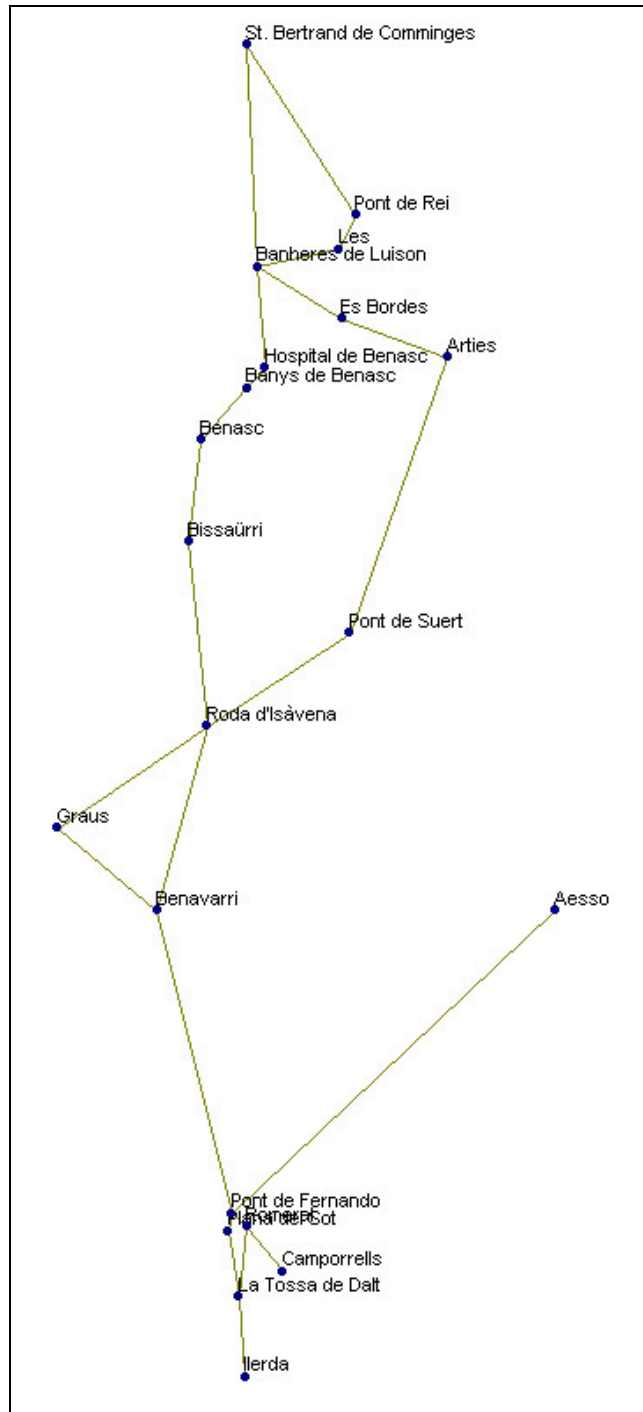 St. Bertrand de Comminges
Pont de Rei
Les
Banheres de Luison
Es Bordes
Arties
Hospital de Benasc
Banys de Benasc
Benasc
Bissaürri
Pont de Suert
Roda d'Isàvena
Graus
Benavarri
Aesso
Pont de Fernando
del Sot
Camporrells
La Tossa de Dalt
Ilerda